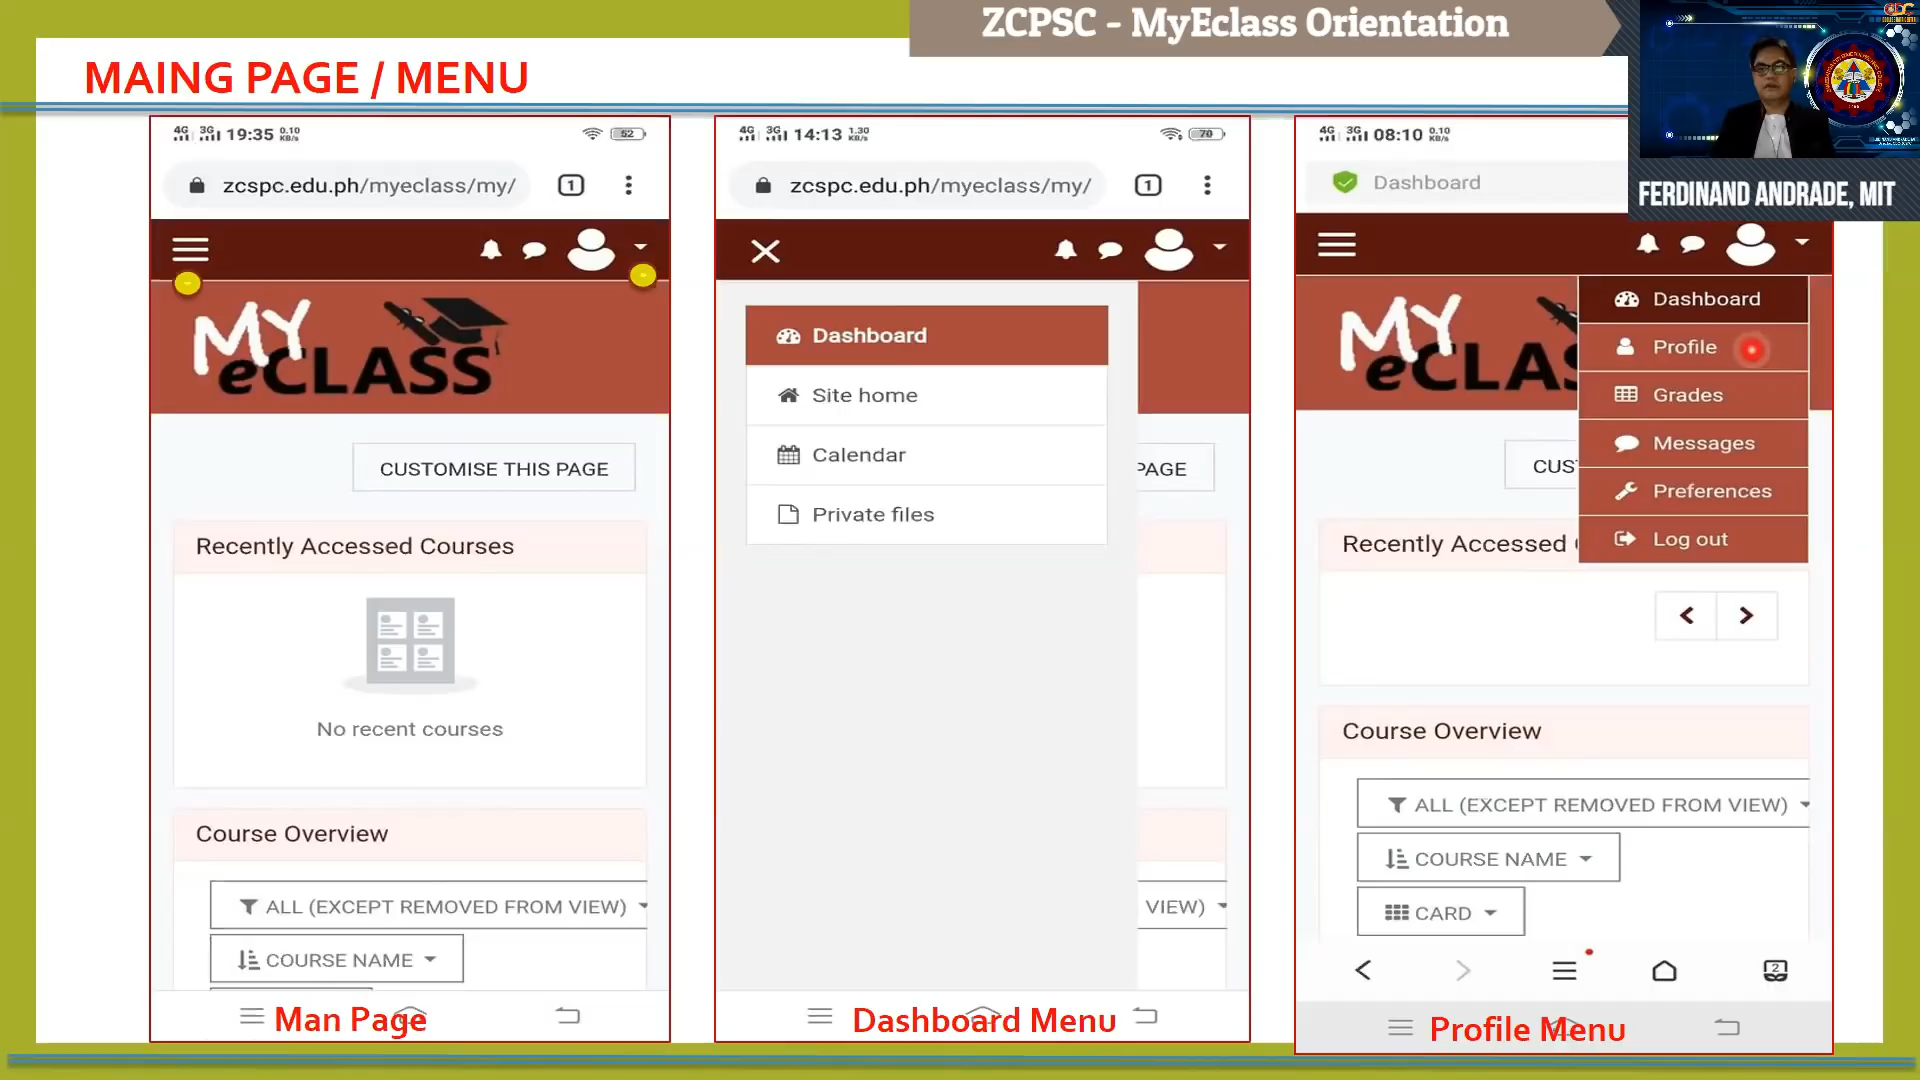 ZCPSC - MyEclass Orientation
MAING PAGE / MENU
FERDINAND ANDRADE, MIT
4G 3G 19:35 0.10 KB/s 52
zcspc.edu.ph/myeclass/my/ 1
MY
eCLASS
CUSTOMISE THIS PAGE
Recently Accessed Courses
No recent courses
Course Overview
ALL (EXCEPT REMOVED FROM VIEW)
COURSE NAME
Man Page
4G 3G 14:13 1.30 KB/s 70
zcspc.edu.ph/myeclass/my/ 1
Dashboard
Site home
Calendar
Private files
PAGE
VIEW)
Dashboard Menu
4G 3G 08:10 0.10 KB/s
Dashboard
MY
eCLAS
Dashboard
Profile
Grades
Messages
Preferences
Log out
CUS
Recently Accessed
Course Overview
ALL (EXCEPT REMOVED FROM VIEW)
COURSE NAME
CARD
2
Profile Menu